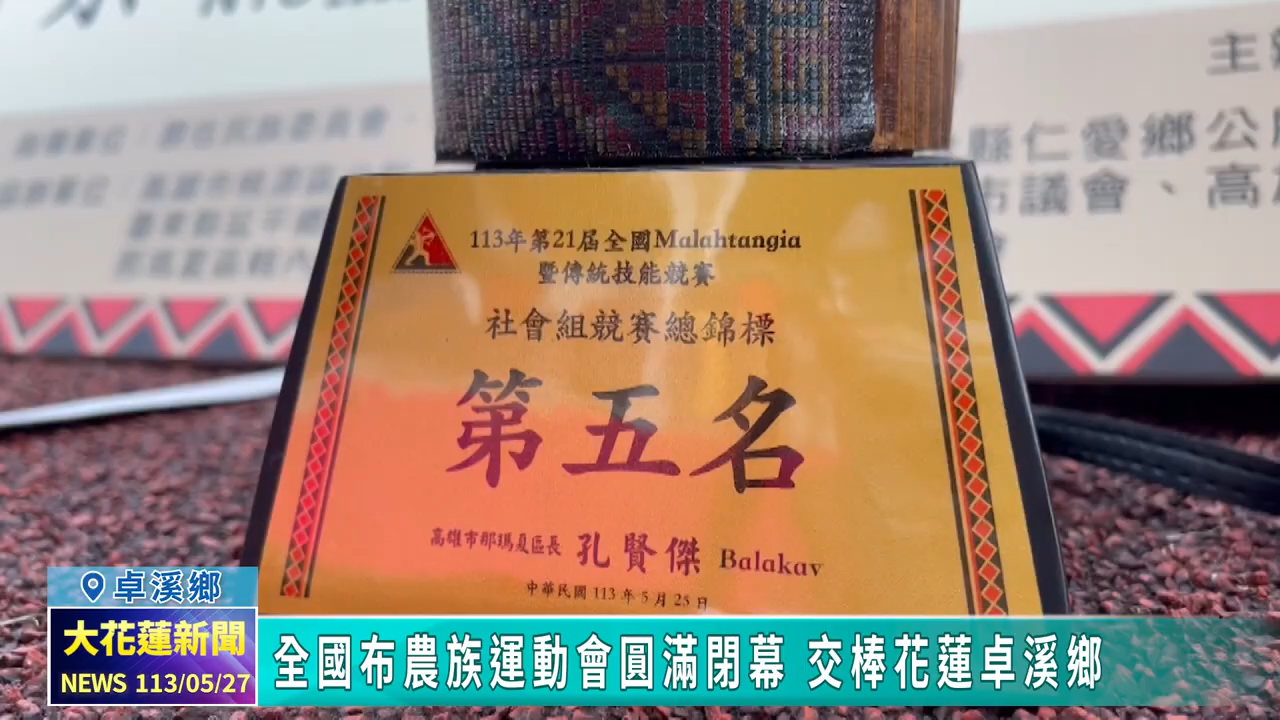 主
縣仁愛鄉公
市議會、高
113年第21屆全國Malahtangia
暨傳統技能競賽
社會組競賽總錦標
第五名
高雄市那瑪夏區長 孔賢傑 Balakav
中華民國 113 年 5 月 25 日
卓溪鄉
大花蓮新聞
NEWS 113/05/27
全國布農族運動會圓滿閉幕 交棒花蓮卓溪鄉